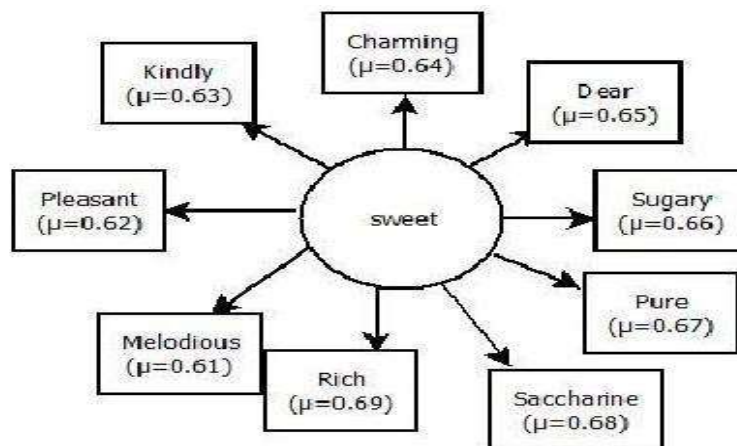 Charming
(μ=0.64)
Kindly
(μ=0.63)
Dear
(μ=0.65)
Pleasant
(μ=0.62)
sweet
Sugary
(μ=0.66)
Pure
(μ=0.67)
Melodious
(μ=0.61)
Rich
(μ=0.69)
Saccharine
(μ=0.68)